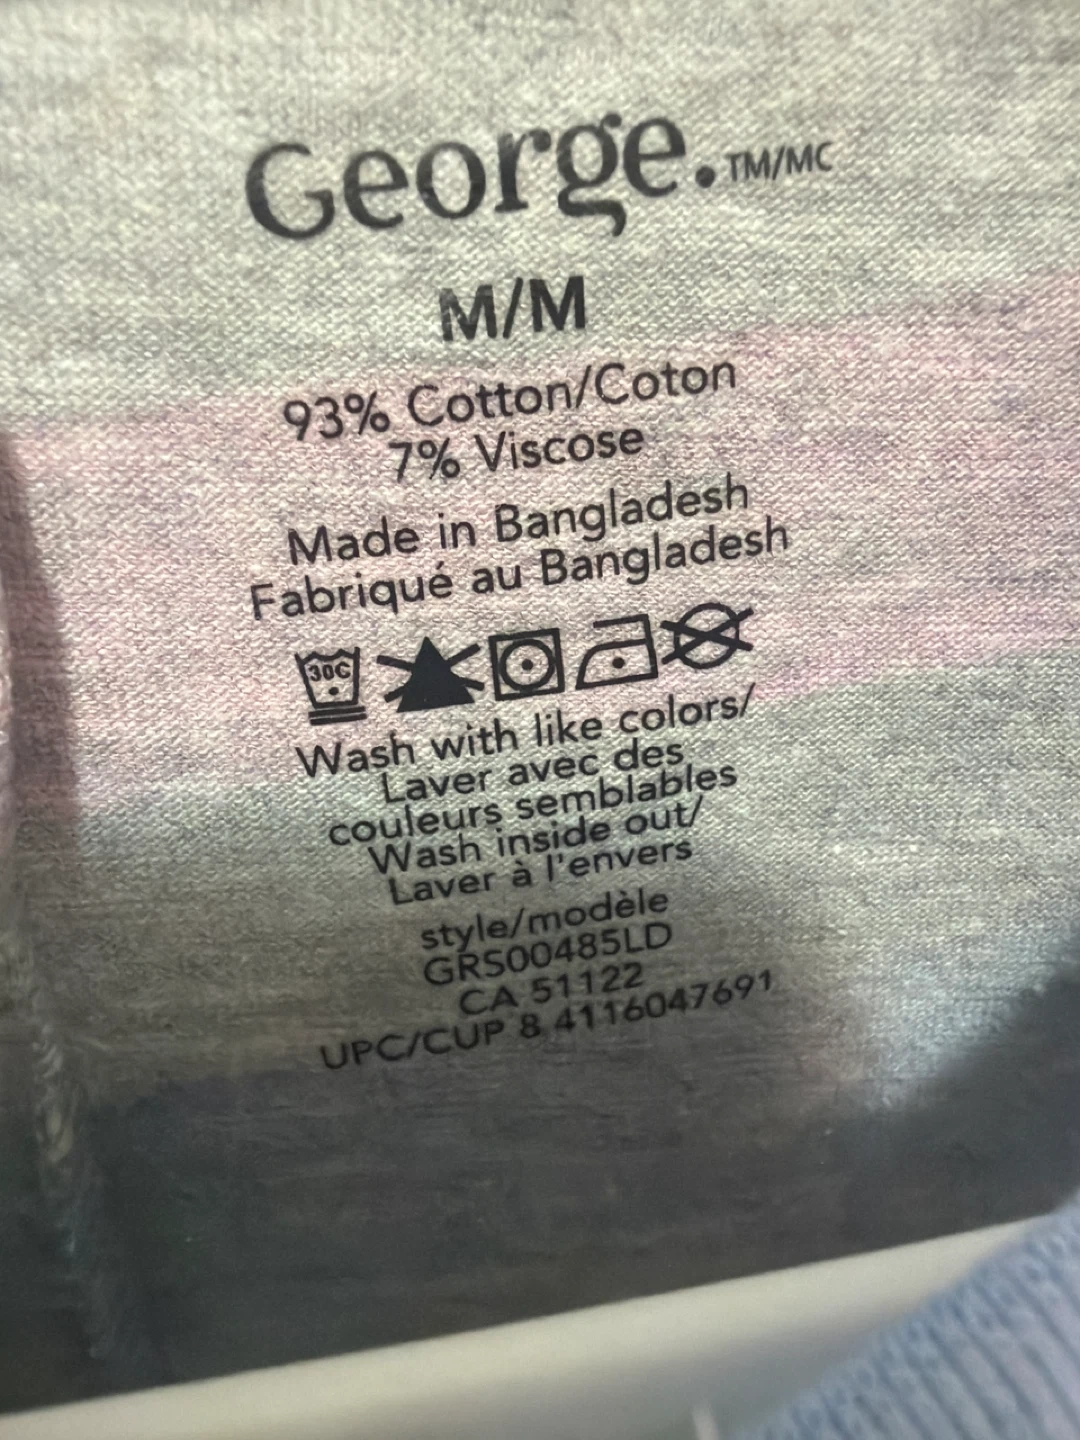 George.TM/MC
M/M
93% Cotton/Coton
7% Viscose
Made in Bangladesh
Fabriqué au Bangladesh
30C
Wash with like colors/
Laver avec des
couleurs semblables
Wash inside out/
Laver à l'envers
style/modèle
GRS00485LD
CA 51122
UPC/CUP 8 4116047691